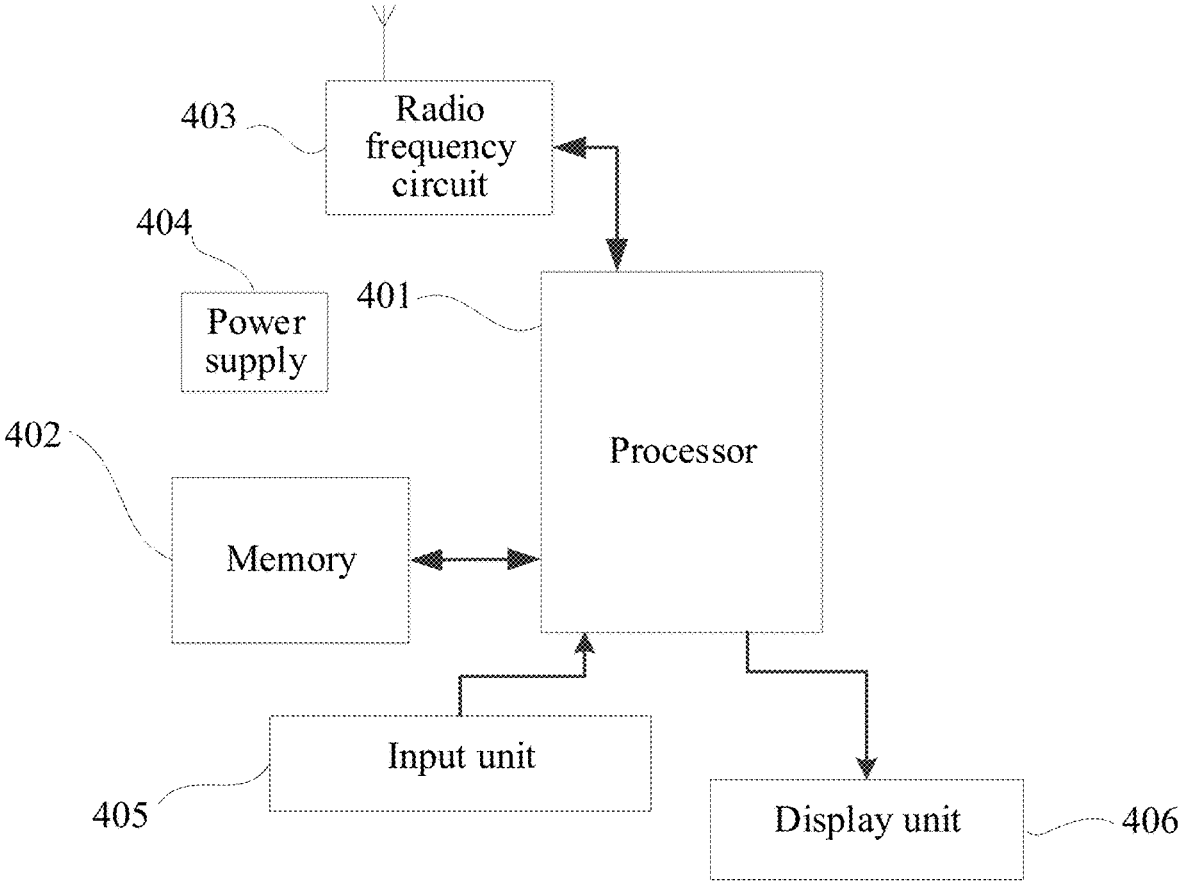 403
Radio
frequency
circuit
404
Power
supply
401
Processor
402
Memory
Input unit
405
Display unit
406